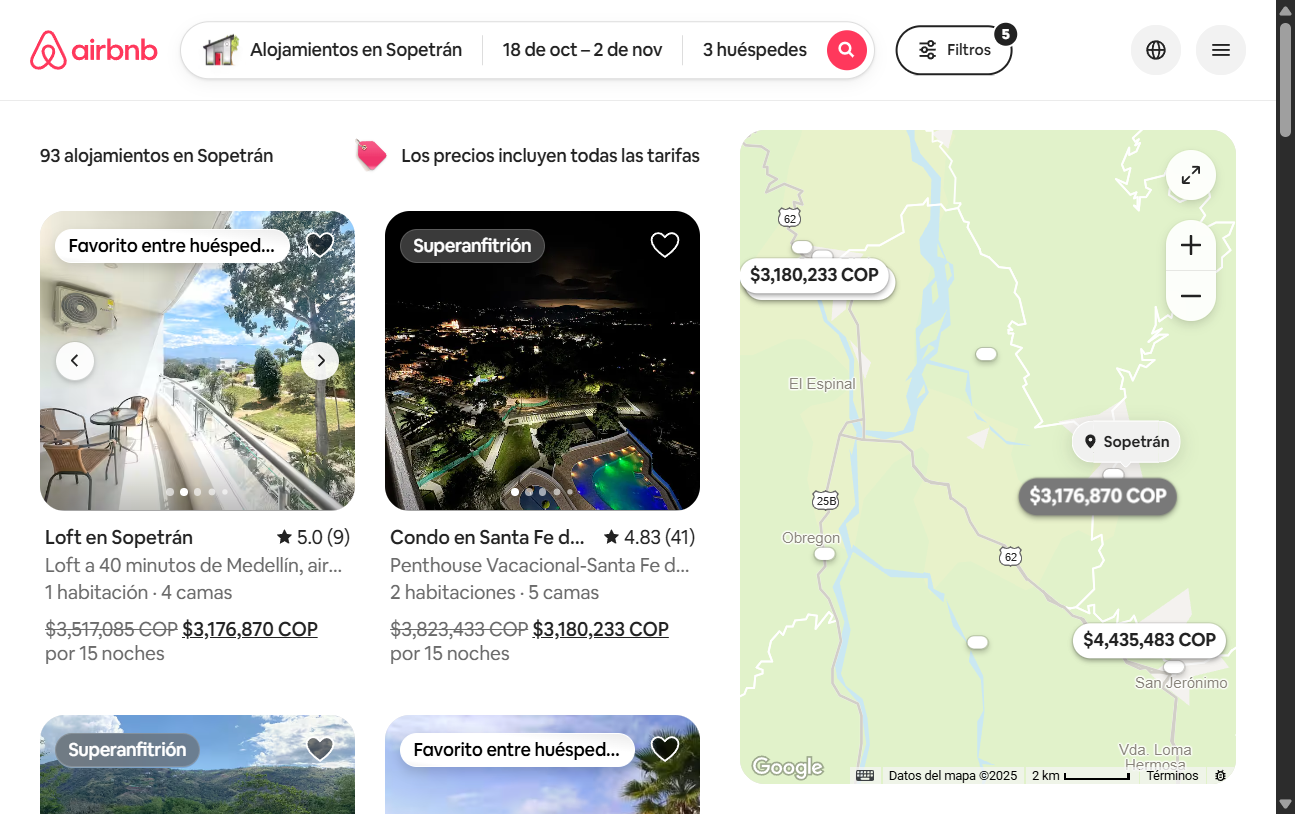 airbnb
Alojamientos en Sopetrán
18 de oct – 2 de nov
3 huéspedes
Filtros
5
93 alojamientos en Sopetrán
Los precios incluyen todas las tarifas
Favorito entre huésped...
Superanfitrión
Loft en Sopetrán
5.0 (9)
Loft a 40 minutos de Medellín, air...
1 habitación · 4 camas
$3,517,085 COP $3,176,870 COP
por 15 noches
Condo en Santa Fe d...
4.83 (41)
Penthouse Vacacional-Santa Fe d...
2 habitaciones · 5 camas
$3,823,433 COP $3,180,233 COP
por 15 noches
Superanfitrión
Favorito entre huésped...
62
$3,180,233 COP
El Espinal
Sopetrán
$3,176,870 COP
25B
Obregon
62
$4,435,483 COP
San Jerónimo
Vda. Loma
Hermosa
Google
Datos del mapa ©2025
2 km
Términos